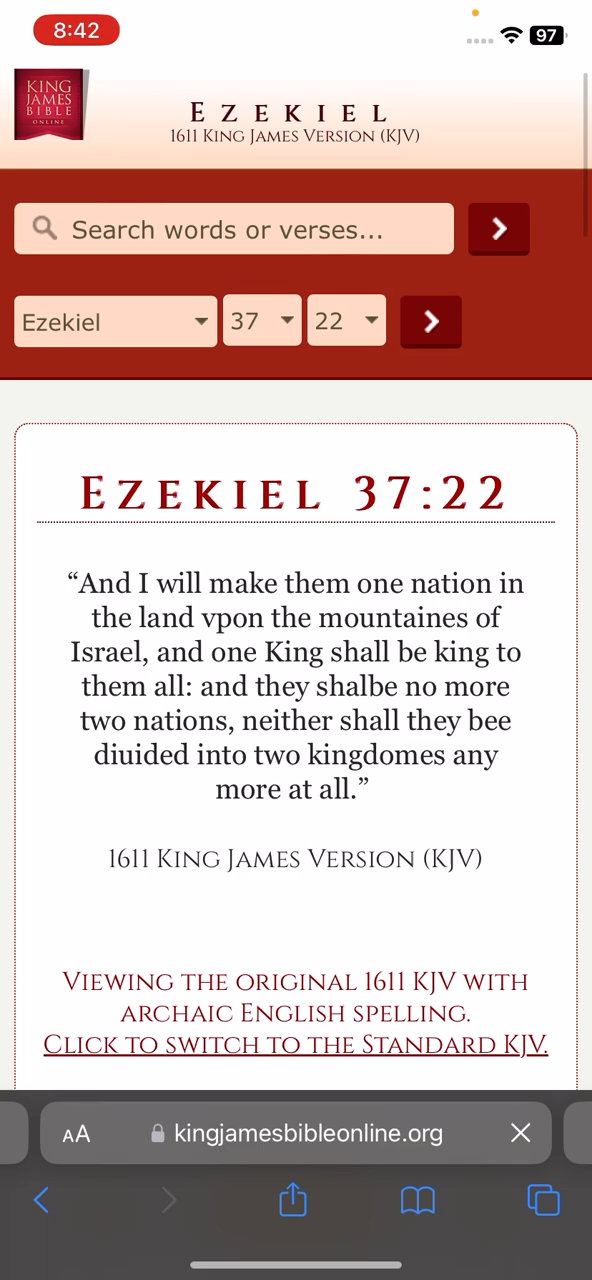 8:42
97
KING
JAMES
BIBLE
ONLINE
EZEKIEL
1611 KING JAMES VERSION (KJV)
Search words or verses...
Ezekiel 37 22
EZEKIEL 37:22
“And I will make them one nation in
the land vpon the mountaines of
Israel, and one King shall be king to
them all: and they shalbe no more
two nations, neither shall they bee
diuided into two kingdomes any
more at all.”
1611 KING JAMES VERSION (KJV)
VIEWING THE ORIGINAL 1611 KJV WITH
ARCHAIC ENGLISH SPELLING.
CLICK TO SWITCH TO THE STANDARD KJV.
AA kingjamesbibleonline.org